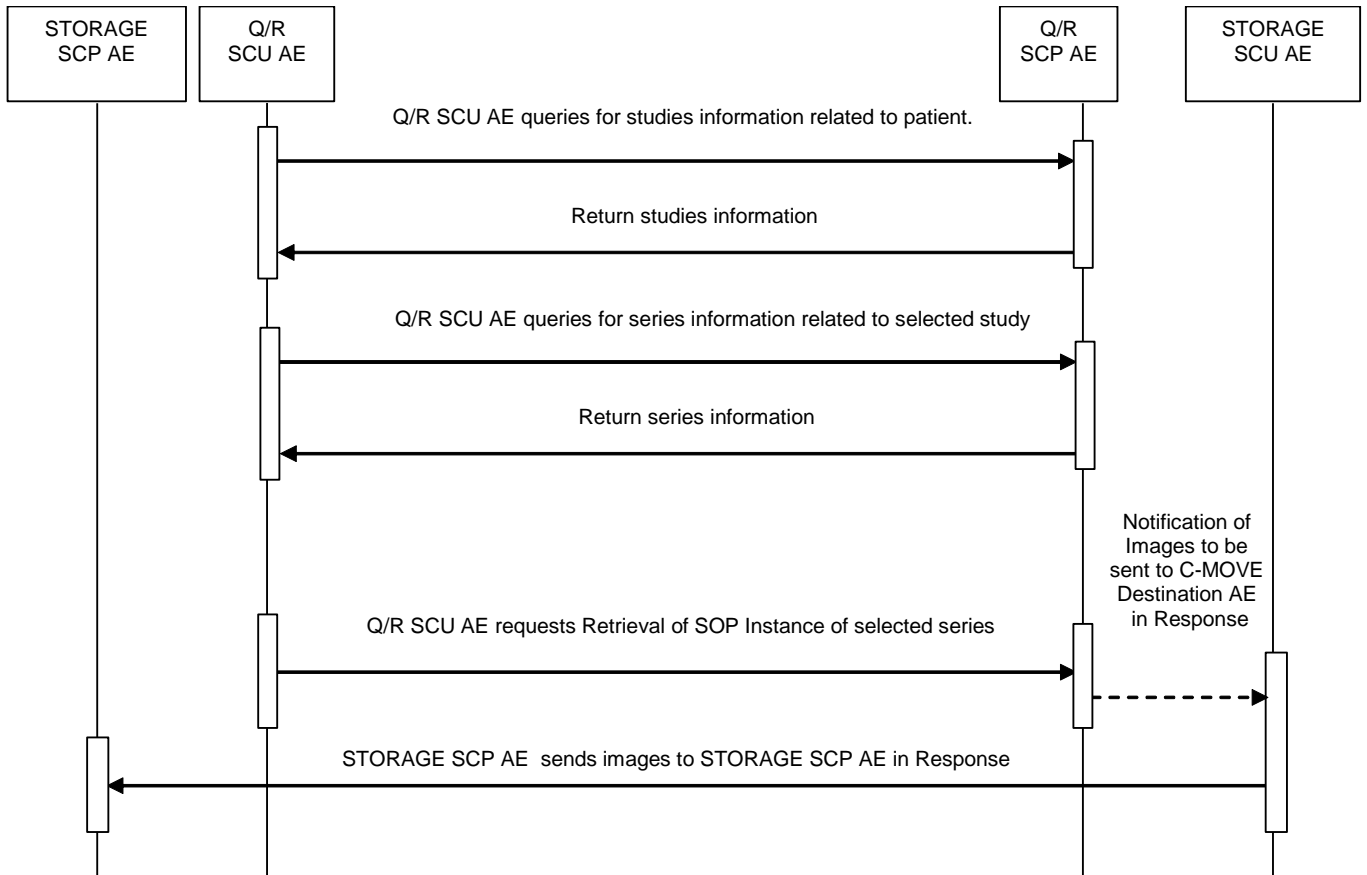 STORAGE
SCP AE
Q/R
SCU AE
Q/R
SCP AE
STORAGE
SCU AE
Q/R SCU AE queries for studies information related to patient.
Return studies information
Q/R SCU AE queries for series information related to selected study
Return series information
Notification of
Images to be
sent to C-MOVE
Destination AE
in Response
Q/R SCU AE requests Retrieval of SOP Instance of selected series
STORAGE SCP AE sends images to STORAGE SCP AE in Response